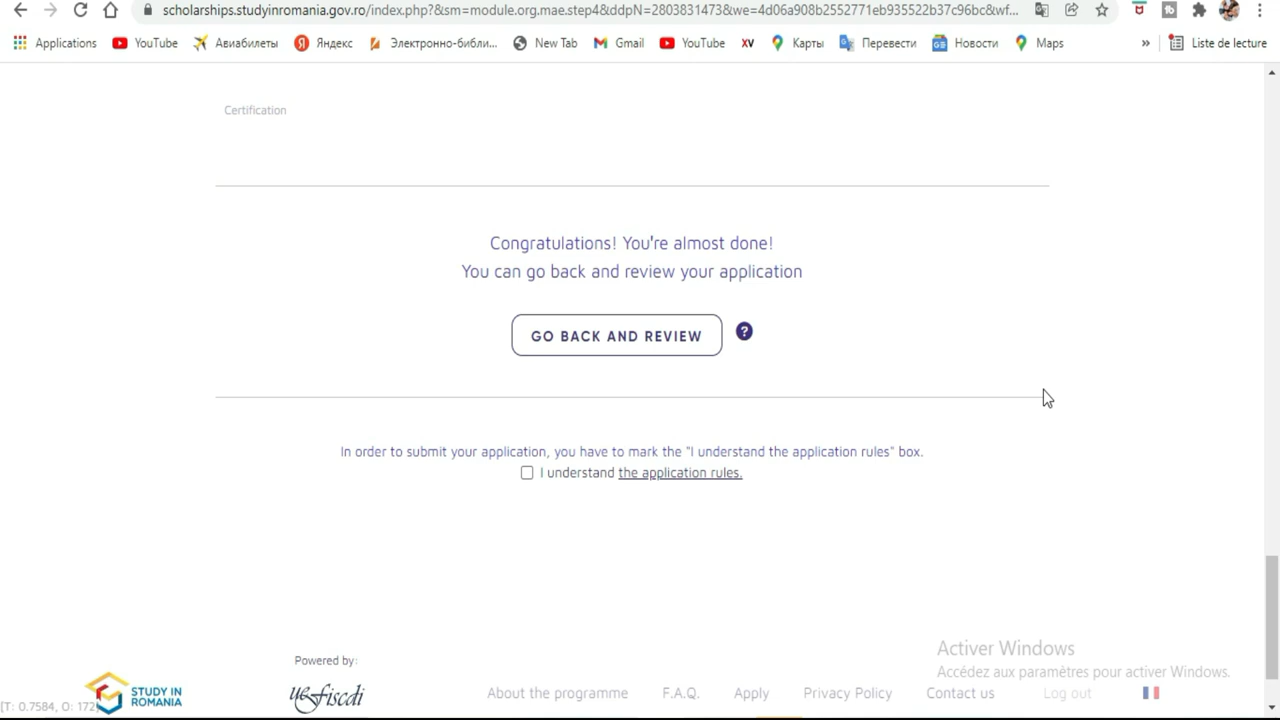 scholarships.studyinromania.gov.ro/index.php?&sm=module.org.mae.step4&ddpN=2803831473&we=4d06a908b2552771eb935522b37c96bc&wf...
Applications YouTube Авиабилеты Яндекс Электронно-библи... New Tab Gmail YouTube XV Карты Перевести Новости Maps » Liste de lecture
Certification
Congratulations! You're almost done!
You can go back and review your application
GO BACK AND REVIEW ?
In order to submit your application, you have to mark the "I understand the application rules" box.
I understand the application rules.
Activer Windows
Accédez aux paramètres pour activer Windows.
Powered by:
STUDY IN
ROMANIA
uefiscdi
About the programme F.A.Q. Apply Privacy Policy Contact us Log out
[T: 0.7584, O: 172]